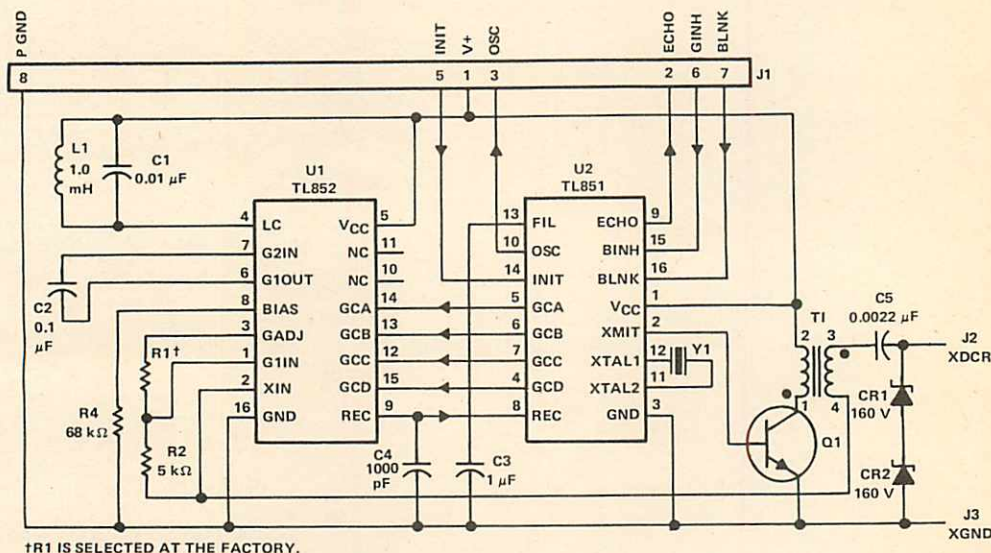 P GND
INIT
V+
OSC
ECHO
GINH
BLNK
8
5
1
3
2
6
7
J1
L1
1.0
mH
C1
0.01 µF
U1
TL852
4 LC
7 G2IN
6 G1OUT
8 BIAS
3 GADJ
1 G1IN
2 XIN
16 GND
VCC 5
NC 11
NC 10
GCA 14
GCB 13
GCC 12
GCD 15
REC 9
C2
0.1
µF
R1†
R4
68 kΩ
R2
5 kΩ
C4
1000
pF
C3
1 µF
U2
TL851
13 FIL
10 OSC
14 INIT
5 GCA
6 GCB
7 GCC
4 GCD
8 REC
ECHO 9
BINH 15
BLNK 16
VCC 1
XMIT 2
XTAL1 12
XTAL2 11
GND 3
Y1
T1
2 3
1 4
Q1
C5
0.0022 µF
J2
XDCR
CR1
160 V
CR2
160 V
J3
XGND
†R1 IS SELECTED AT THE FACTORY.